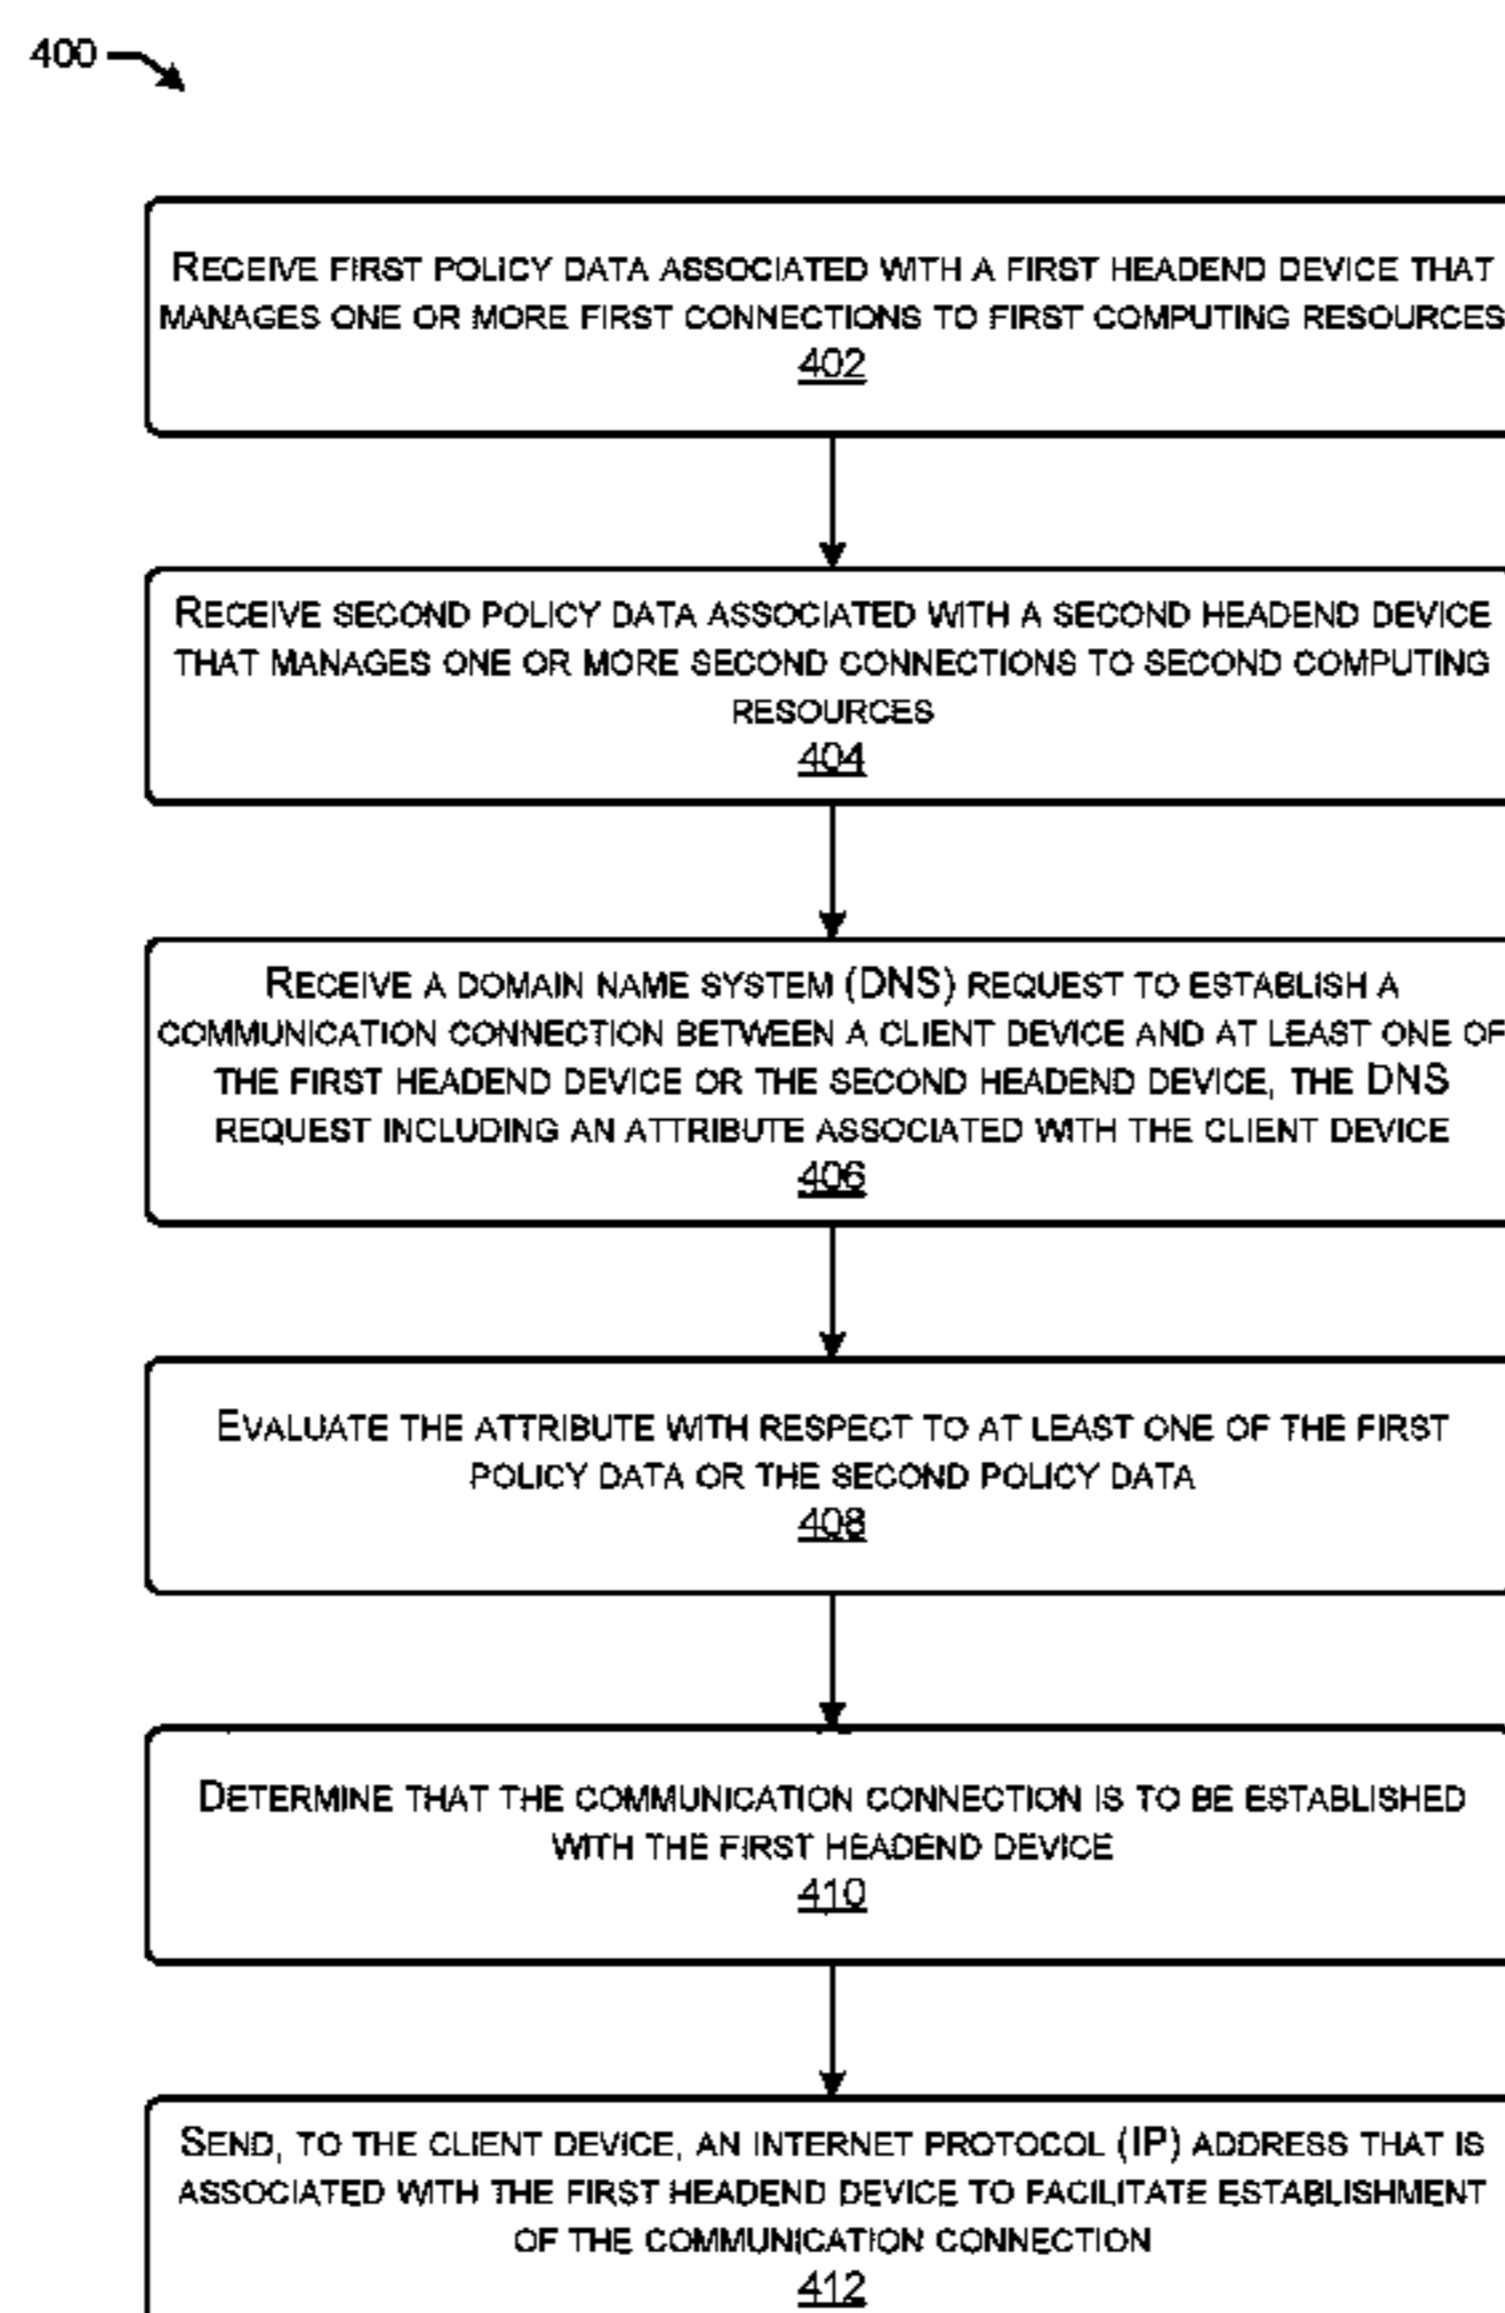 400
RECEIVE FIRST POLICY DATA ASSOCIATED WITH A FIRST HEADEND DEVICE THAT
MANAGES ONE OR MORE FIRST CONNECTIONS TO FIRST COMPUTING RESOURCES
402
RECEIVE SECOND POLICY DATA ASSOCIATED WITH A SECOND HEADEND DEVICE
THAT MANAGES ONE OR MORE SECOND CONNECTIONS TO SECOND COMPUTING
RESOURCES
404
RECEIVE A DOMAIN NAME SYSTEM (DNS) REQUEST TO ESTABLISH A
COMMUNICATION CONNECTION BETWEEN A CLIENT DEVICE AND AT LEAST ONE OF
THE FIRST HEADEND DEVICE OR THE SECOND HEADEND DEVICE, THE DNS
REQUEST INCLUDING AN ATTRIBUTE ASSOCIATED WITH THE CLIENT DEVICE
406
EVALUATE THE ATTRIBUTE WITH RESPECT TO AT LEAST ONE OF THE FIRST
POLICY DATA OR THE SECOND POLICY DATA
408
DETERMINE THAT THE COMMUNICATION CONNECTION IS TO BE ESTABLISHED
WITH THE FIRST HEADEND DEVICE
410
SEND, TO THE CLIENT DEVICE, AN INTERNET PROTOCOL (IP) ADDRESS THAT IS
ASSOCIATED WITH THE FIRST HEADEND DEVICE TO FACILITATE ESTABLISHMENT
OF THE COMMUNICATION CONNECTION
412